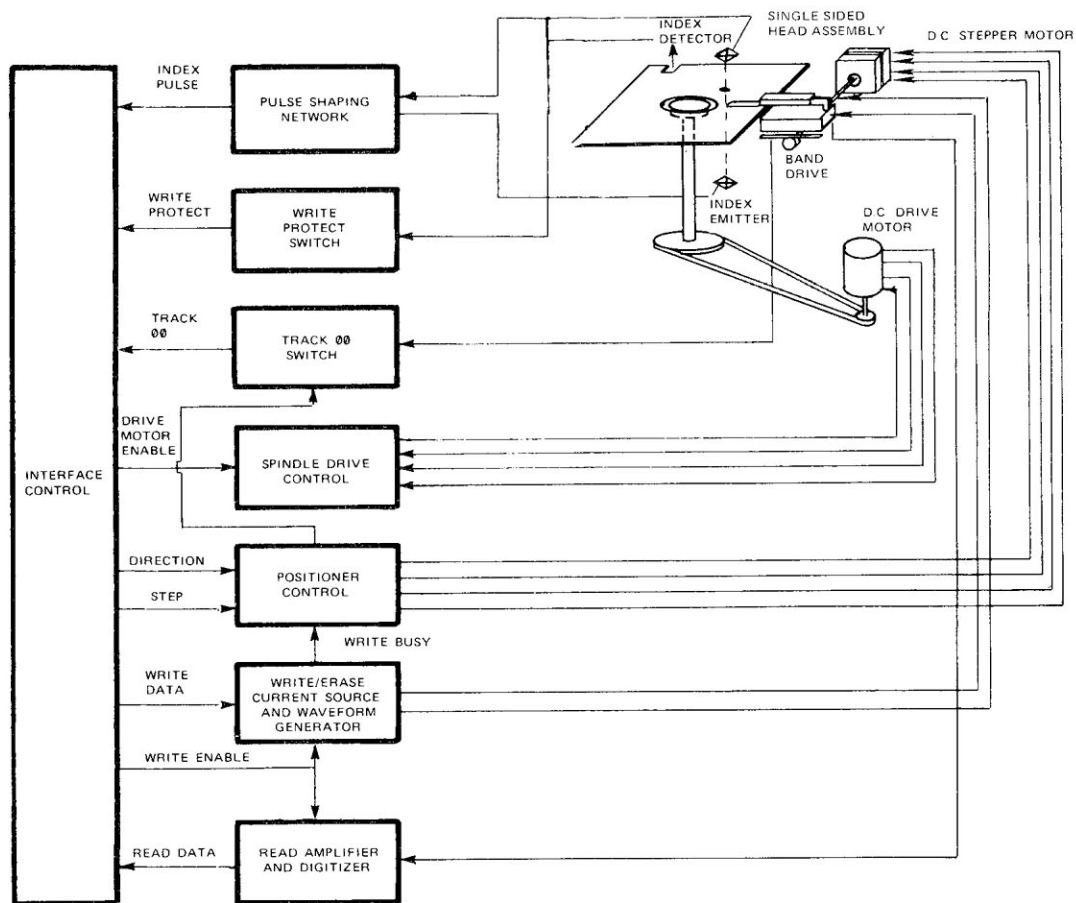 INDEX
DETECTOR
SINGLE SIDED
HEAD ASSEMBLY
D.C STEPPER MOTOR
INDEX
PULSE
PULSE SHAPING
NETWORK
BAND
DRIVE
WRITE
PROTECT
WRITE
PROTECT
SWITCH
INDEX
EMITTER
D.C DRIVE
MOTOR
TRACK
00
TRACK 00
SWITCH
DRIVE
MOTOR
ENABLE
SPINDLE DRIVE
CONTROL
INTERFACE
CONTROL
DIRECTION
STEP
POSITIONER
CONTROL
WRITE BUSY
WRITE
DATA
WRITE/ERASE
CURRENT SOURCE
AND WAVEFORM
GENERATOR
WRITE ENABLE
READ DATA
READ AMPLIFIER
AND DIGITIZER